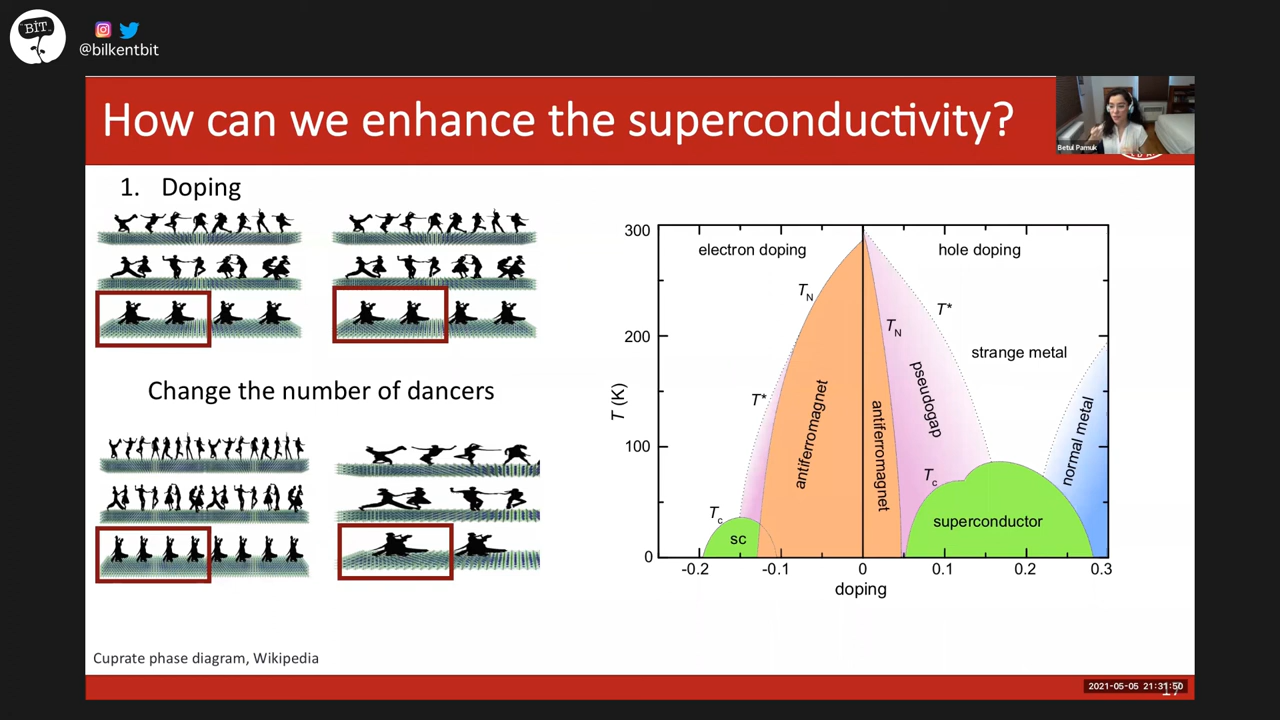 BİT
@bilkentbit
How can we enhance the superconductivity?
Betul Pamuk
1. Doping
Change the number of dancers
300
200
100
0
T (K)
electron doping
hole doping
T_N
T*
T_N
strange metal
T*
pseudogap
antiferromagnet
antiferromagnet
normal metal
T_c
T_c
superconductor
sc
-0.2
-0.1
0
0.1
0.2
0.3
doping
Cuprate phase diagram, Wikipedia
2021-05-05 21:31:50
17